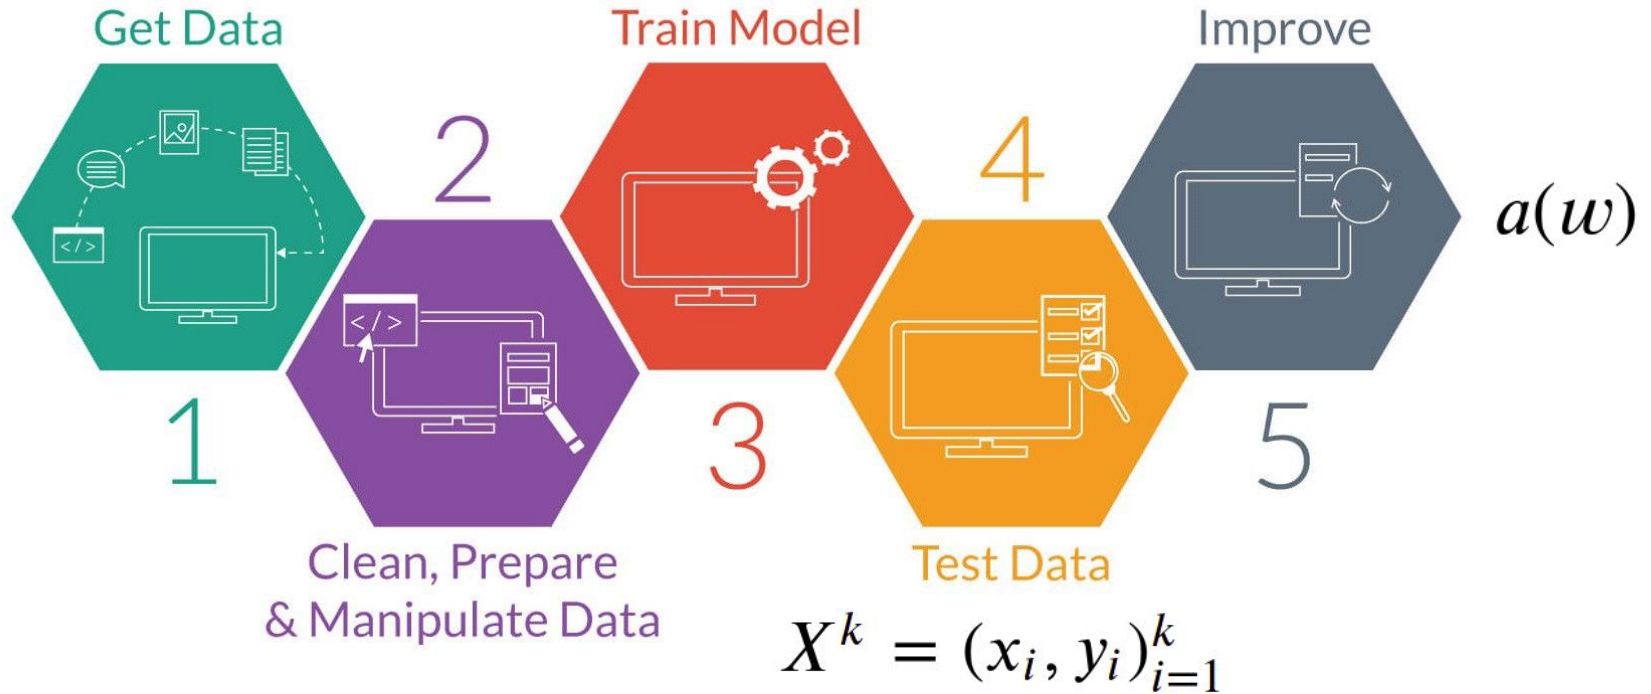 Get Data
Train Model
Improve
2
4
</>
a(w)
</>
1
3
5
Clean, Prepare
& Manipulate Data
Test Data
X^k = (x_i, y_i)_{i=1}^k